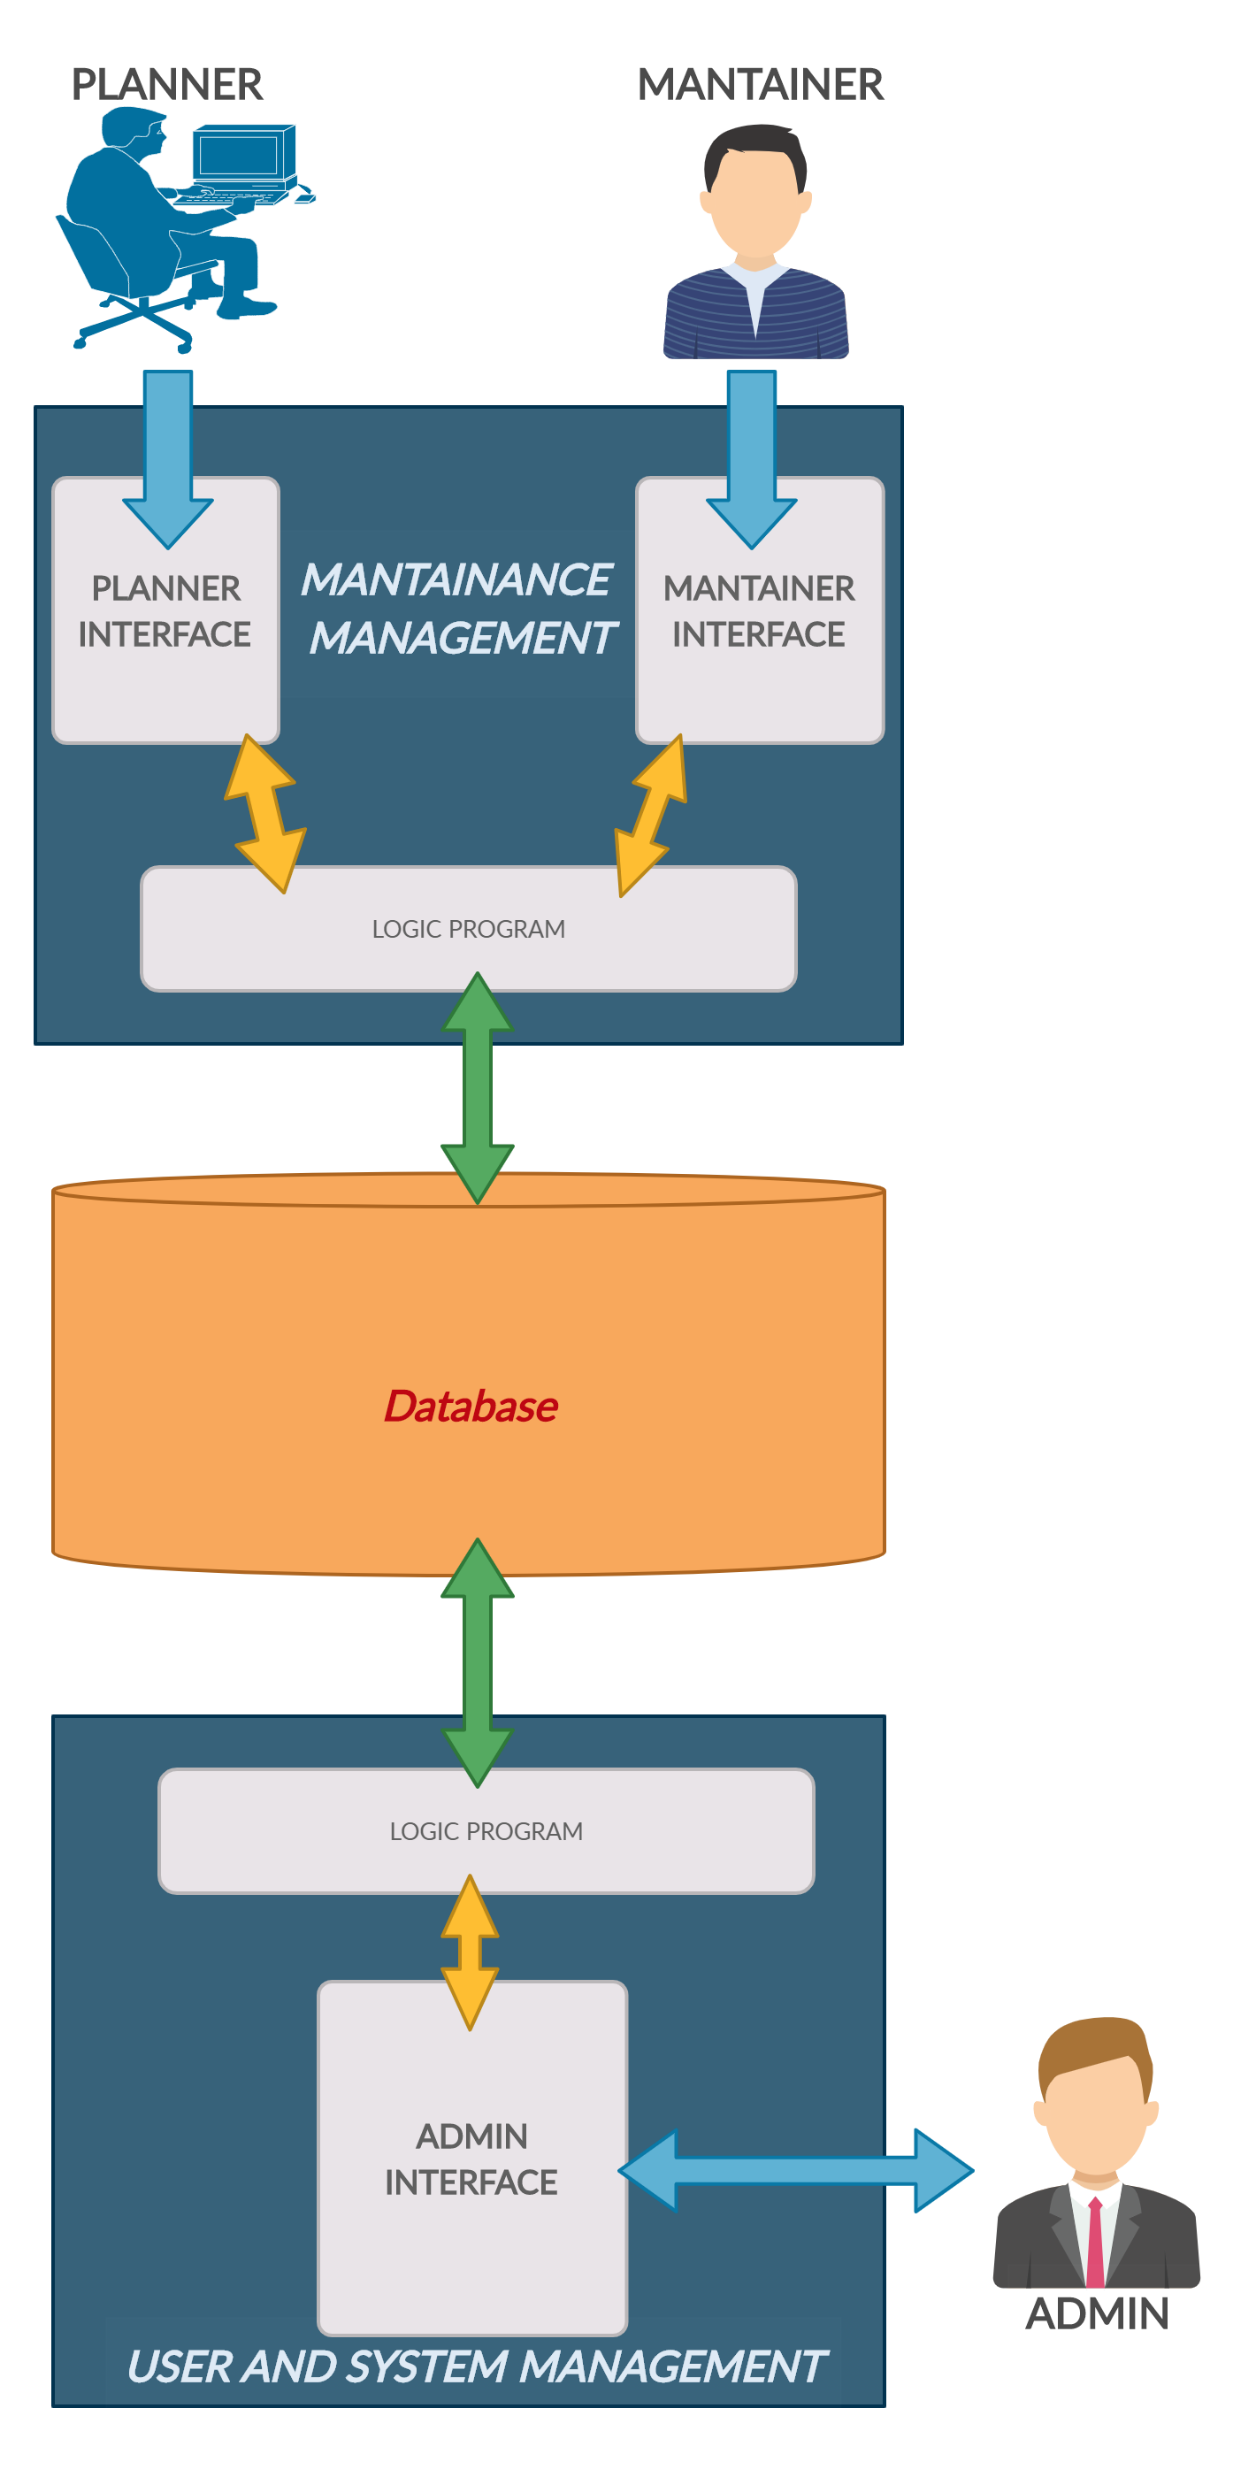 PLANNER
MANTAINER
PLANNER
INTERFACE
MANTAINANCE
MANAGEMENT
MANTAINER
INTERFACE
LOGIC PROGRAM
Database
LOGIC PROGRAM
ADMIN
INTERFACE
ADMIN
USER AND SYSTEM MANAGEMENT